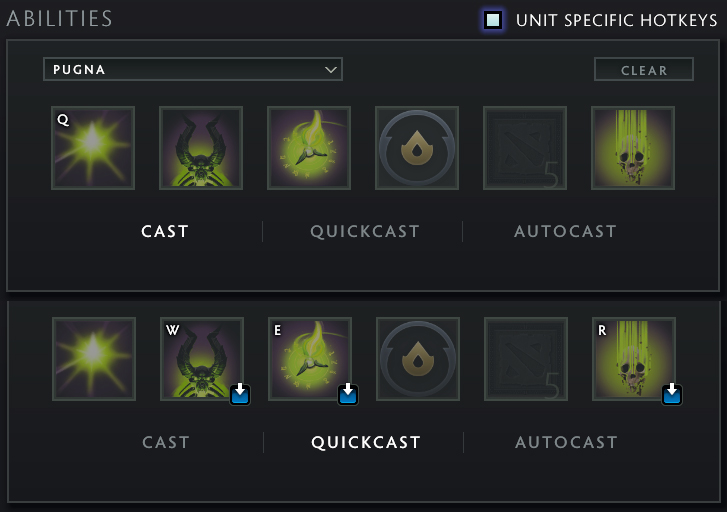 ABILITIES
UNIT SPECIFIC HOTKEYS
PUGNA
CLEAR
Q
5
CAST
QUICKCAST
AUTOCAST
W
E
5
R
CAST
QUICKCAST
AUTOCAST